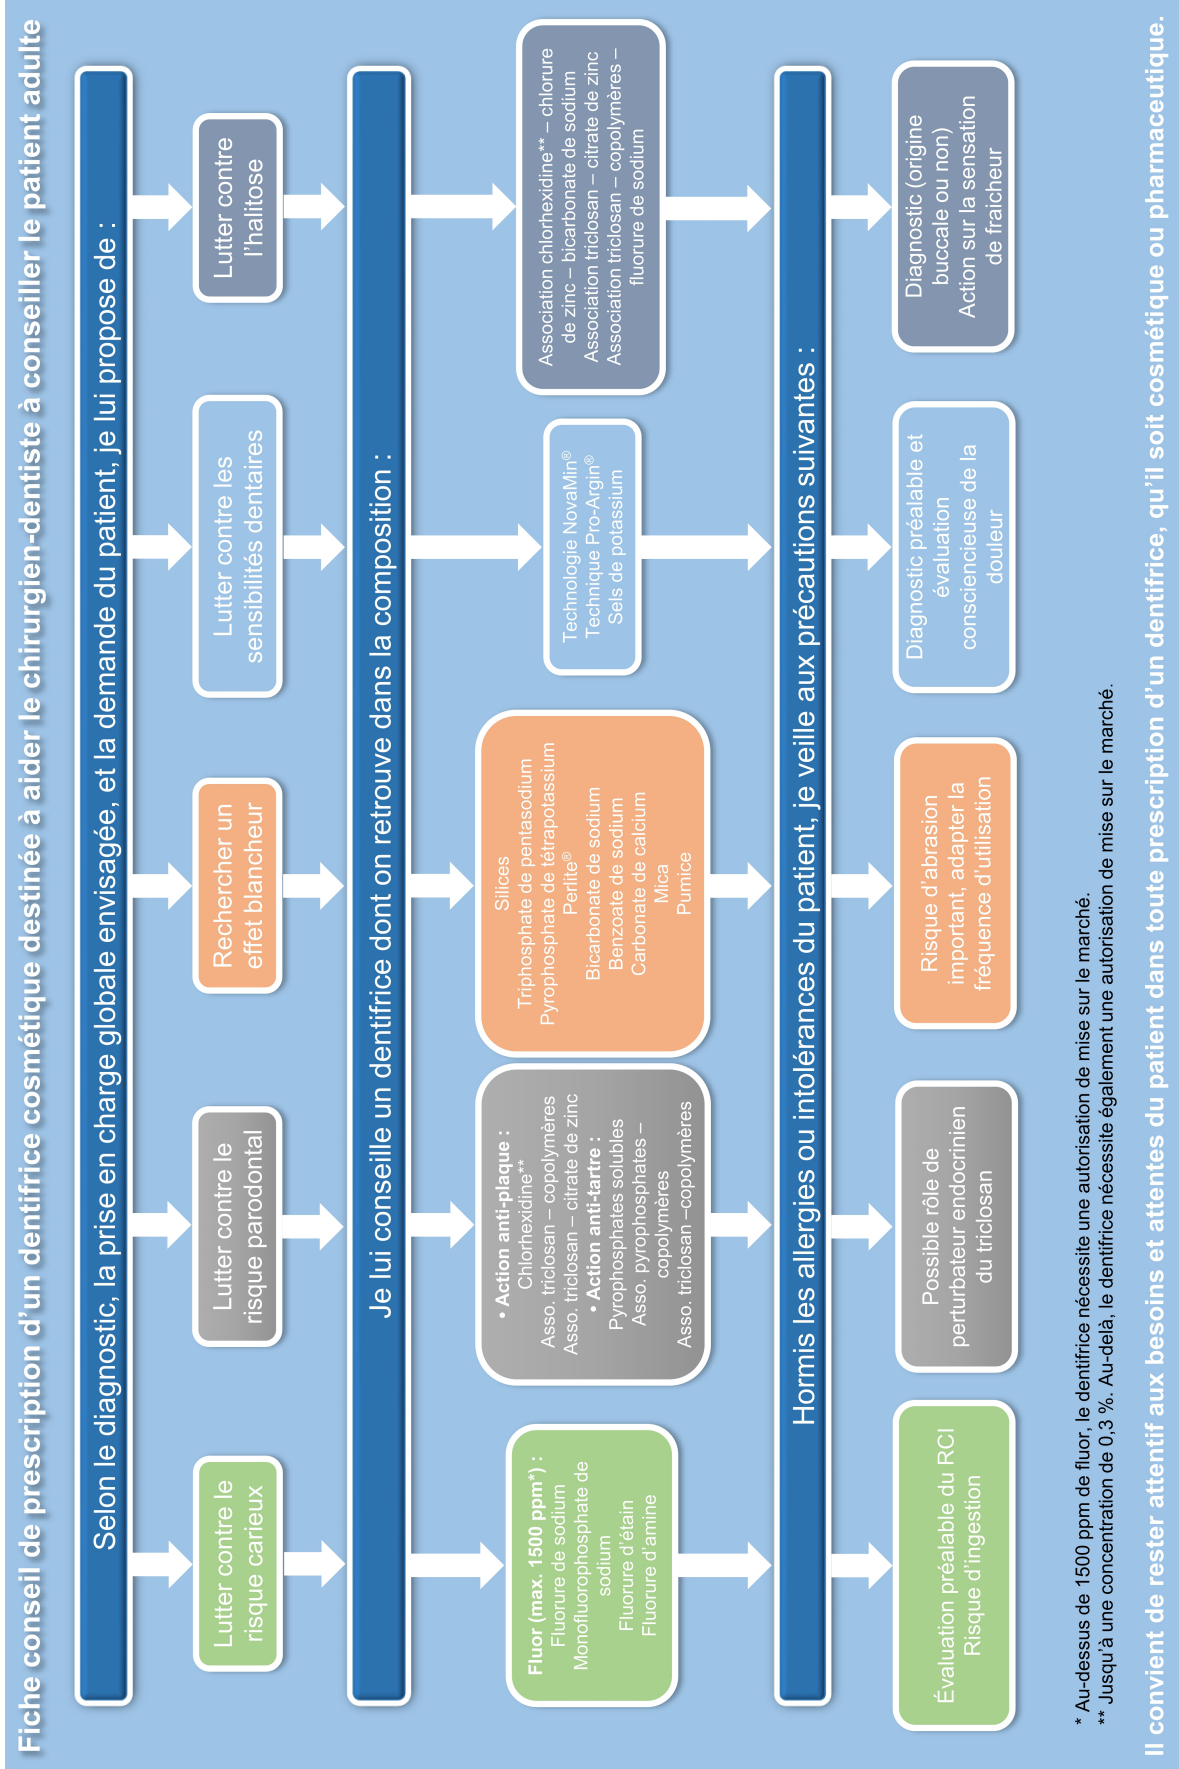 Fiche conseil de prescription d'un dentifrice cosmétique destinée à aider le chirurgien-dentiste à conseiller le patient adulte
Selon le diagnostic, la prise en charge globale envisagée, et la demande du patient, je lui propose de :
Lutter contre le
risque carieux
Lutter contre le
risque parodontal
Rechercher un
effet blancheur
Lutter contre les
sensibilités dentaires
Lutter contre
l'halitose
Je lui conseille un dentifrice dont on retrouve dans la composition :
Fluor (max. 1500 ppm*) :
Fluorure de sodium
Monofluorophosphate de
sodium
Fluorure d'étain
Fluorure d'amine
• Action anti-plaque :
Chlorhexidine**
Asso. triclosan – copolymères
Asso. triclosan – citrate de zinc
• Action anti-tartre :
Pyrophosphates solubles
Asso. pyrophosphates –
copolymères
Asso. triclosan –copolymères
Silices
Triphosphate de pentasodium
Pyrophosphate de tétrapotassium
Perlite®
Bicarbonate de sodium
Benzoate de sodium
Carbonate de calcium
Mica
Pumice
Technologie NovaMin®
Technique Pro-Argin®
Sels de potassium
Association chlorhexidine** – chlorure
de zinc – bicarbonate de sodium
Association triclosan – citrate de zinc
Association triclosan – copolymères –
fluorure de sodium
Hormis les allergies ou intolérances du patient, je veille aux précautions suivantes :
Évaluation préalable du RCI
Risque d'ingestion
Possible rôle de
perturbateur endocrinien
du triclosan
Risque d'abrasion
important, adapter la
fréquence d'utilisation
Diagnostic préalable et
évaluation
consciencieuse de la
douleur
Diagnostic (origine
buccale ou non)
Action sur la sensation
de fraicheur
* Au-dessus de 1500 ppm de fluor, le dentifrice nécessite une autorisation de mise sur le marché.
** Jusqu'à une concentration de 0,3 %. Au-delà, le dentifrice nécessite également une autorisation de mise sur le marché.
Il convient de rester attentif aux besoins et attentes du patient dans toute prescription d'un dentifrice, qu'il soit cosmétique ou pharmaceutique.